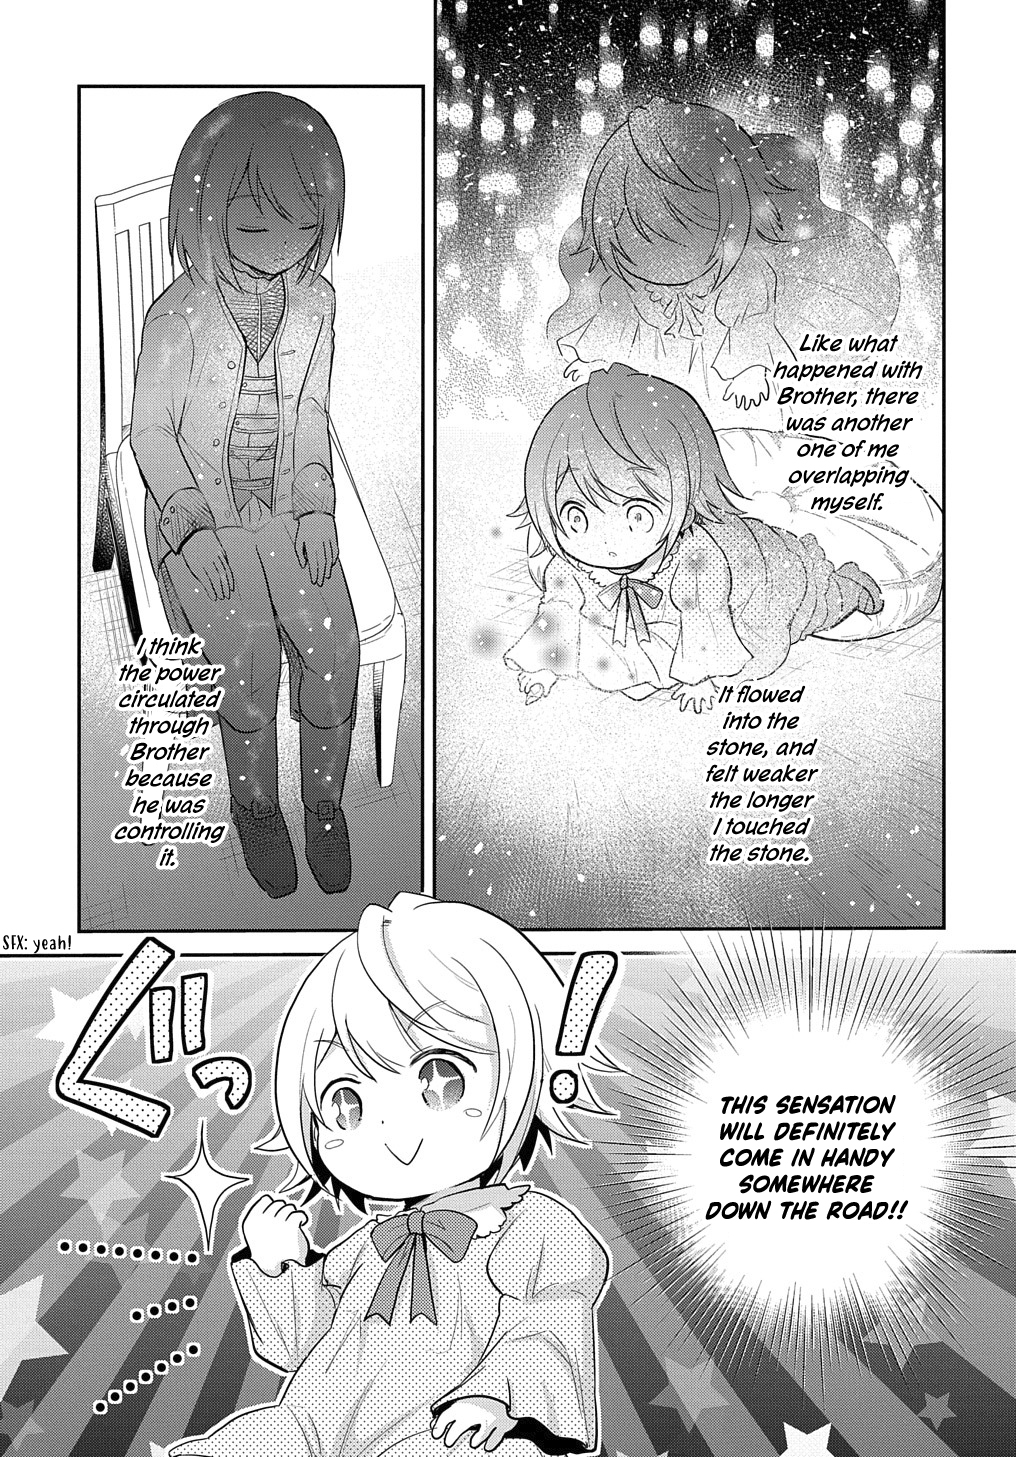 Like what
happened with
Brother, there
was another
one of me
overlapping
myself.
It flowed
into the
stone, and
felt weaker
the longer
I touched
the stone.
I think
the power
circulated
through
Brother
because
he was
controlling
it.
SFX: yeah!
ぐっ!
THIS SENSATION
WILL DEFINITELY
COME IN HANDY
SOMEWHERE
DOWN THE ROAD!!